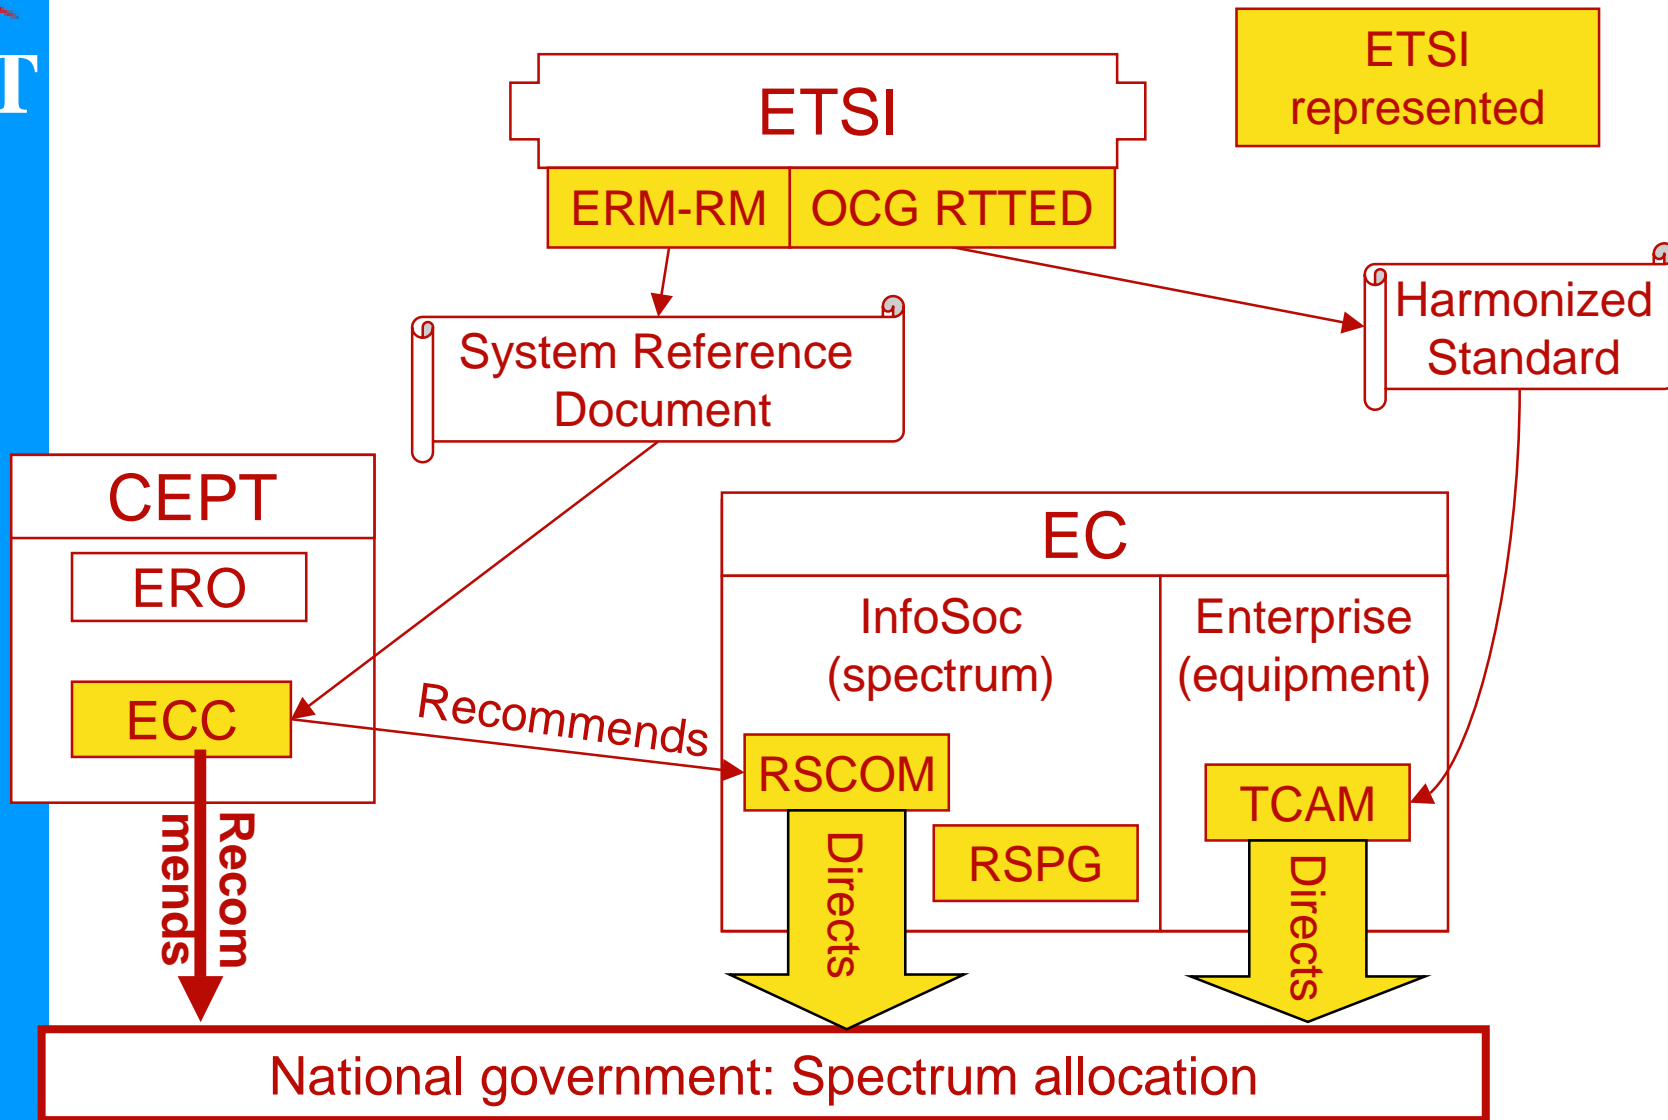 T
ETSI
represented
ETSI
ERM-RM
OCG RTTED
Harmonized
Standard
System Reference
Document
CEPT
ERO
ECC
EC
InfoSoc
(spectrum)
Enterprise
(equipment)
Recommends
RSCOM
RSPG
TCAM
Recom
mends
Directs
Directs
National government: Spectrum allocation